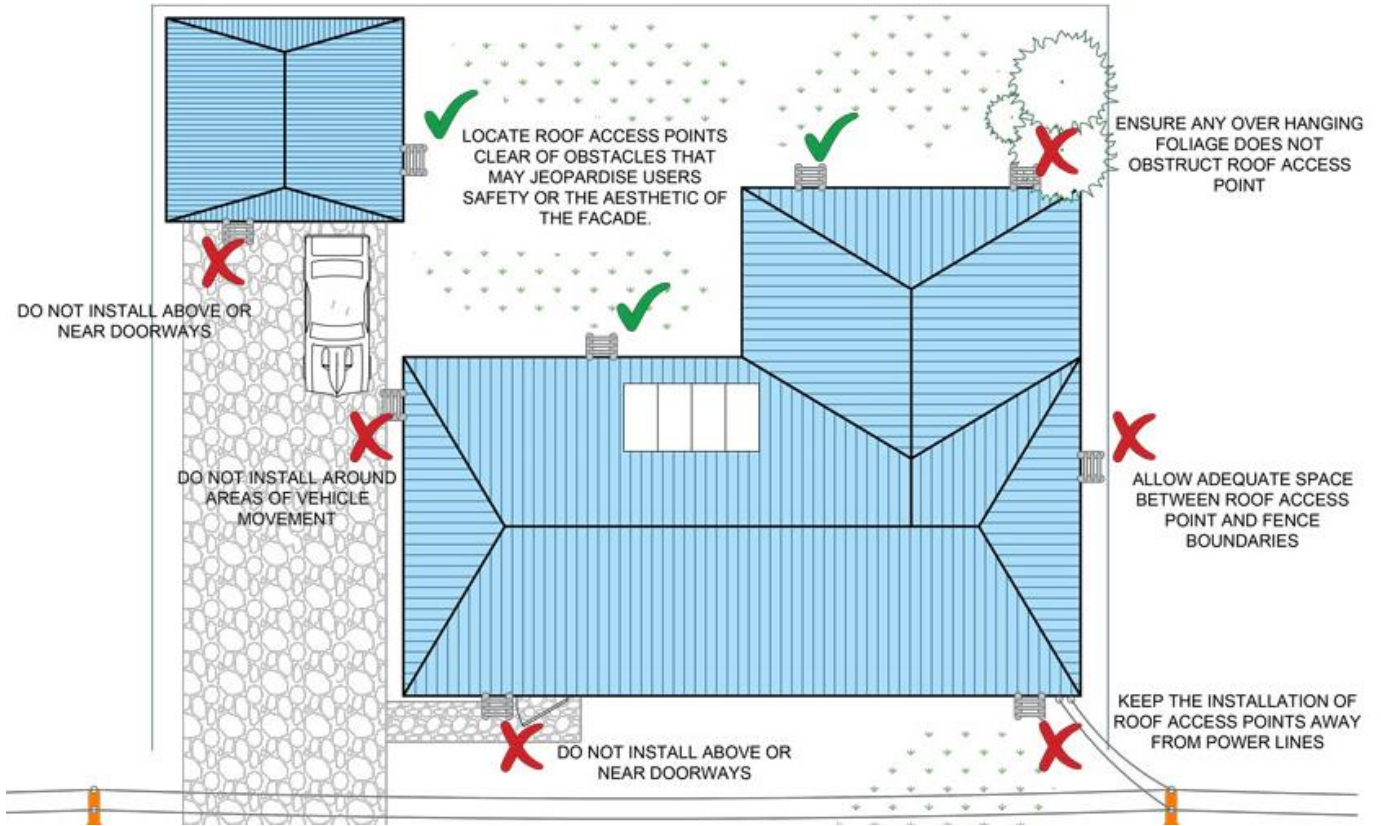 LOCATE ROOF ACCESS POINTS
CLEAR OF OBSTACLES THAT
MAY JEOPARDISE USERS
SAFETY OR THE AESTHETIC OF
THE FACADE.
ENSURE ANY OVER HANGING
FOLIAGE DOES NOT
OBSTRUCT ROOF ACCESS
POINT
DO NOT INSTALL ABOVE OR
NEAR DOORWAYS
DO NOT INSTALL AROUND
AREAS OF VEHICLE
MOVEMENT
ALLOW ADEQUATE SPACE
BETWEEN ROOF ACCESS
POINT AND FENCE
BOUNDARIES
DO NOT INSTALL ABOVE OR
NEAR DOORWAYS
KEEP THE INSTALLATION OF
ROOF ACCESS POINTS AWAY
FROM POWER LINES